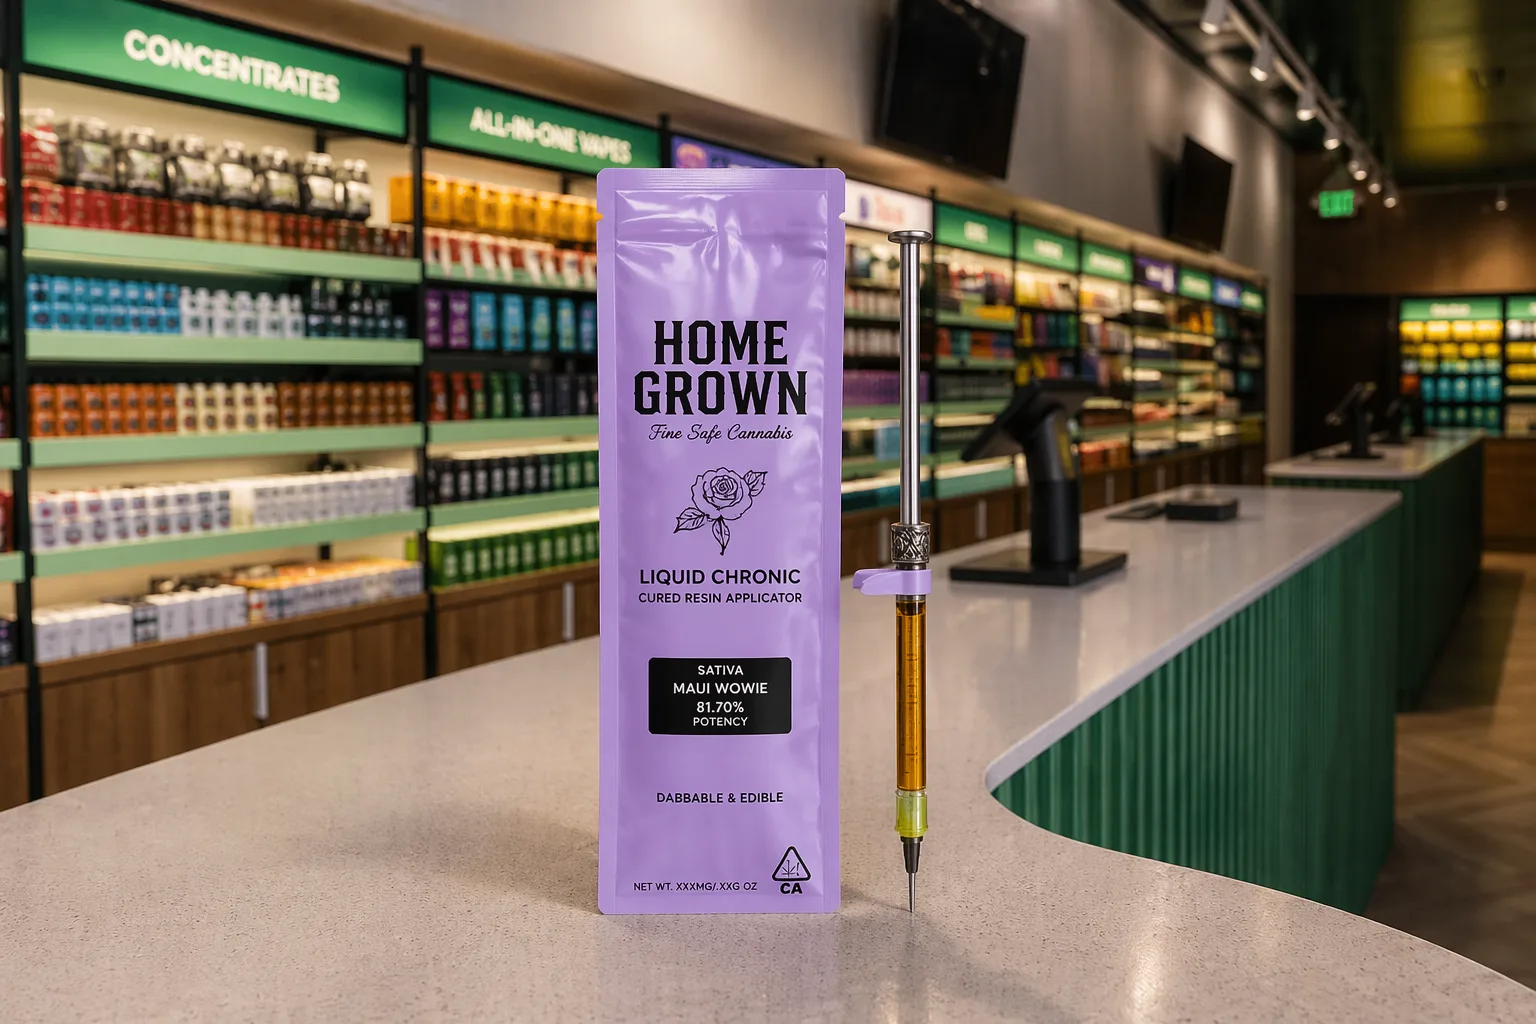 CONCENTRATES
ALL-IN-ONE VAPES
EXIT
HOME
GROWN
Fine Safe Cannabis
LIQUID CHRONIC
CURED RESIN APPLICATOR
SATIVA
MAUI WOWIE
81.70%
POTENCY
DABBABLE & EDIBLE
NET WT. XXXMG/.XXG OZ
CA